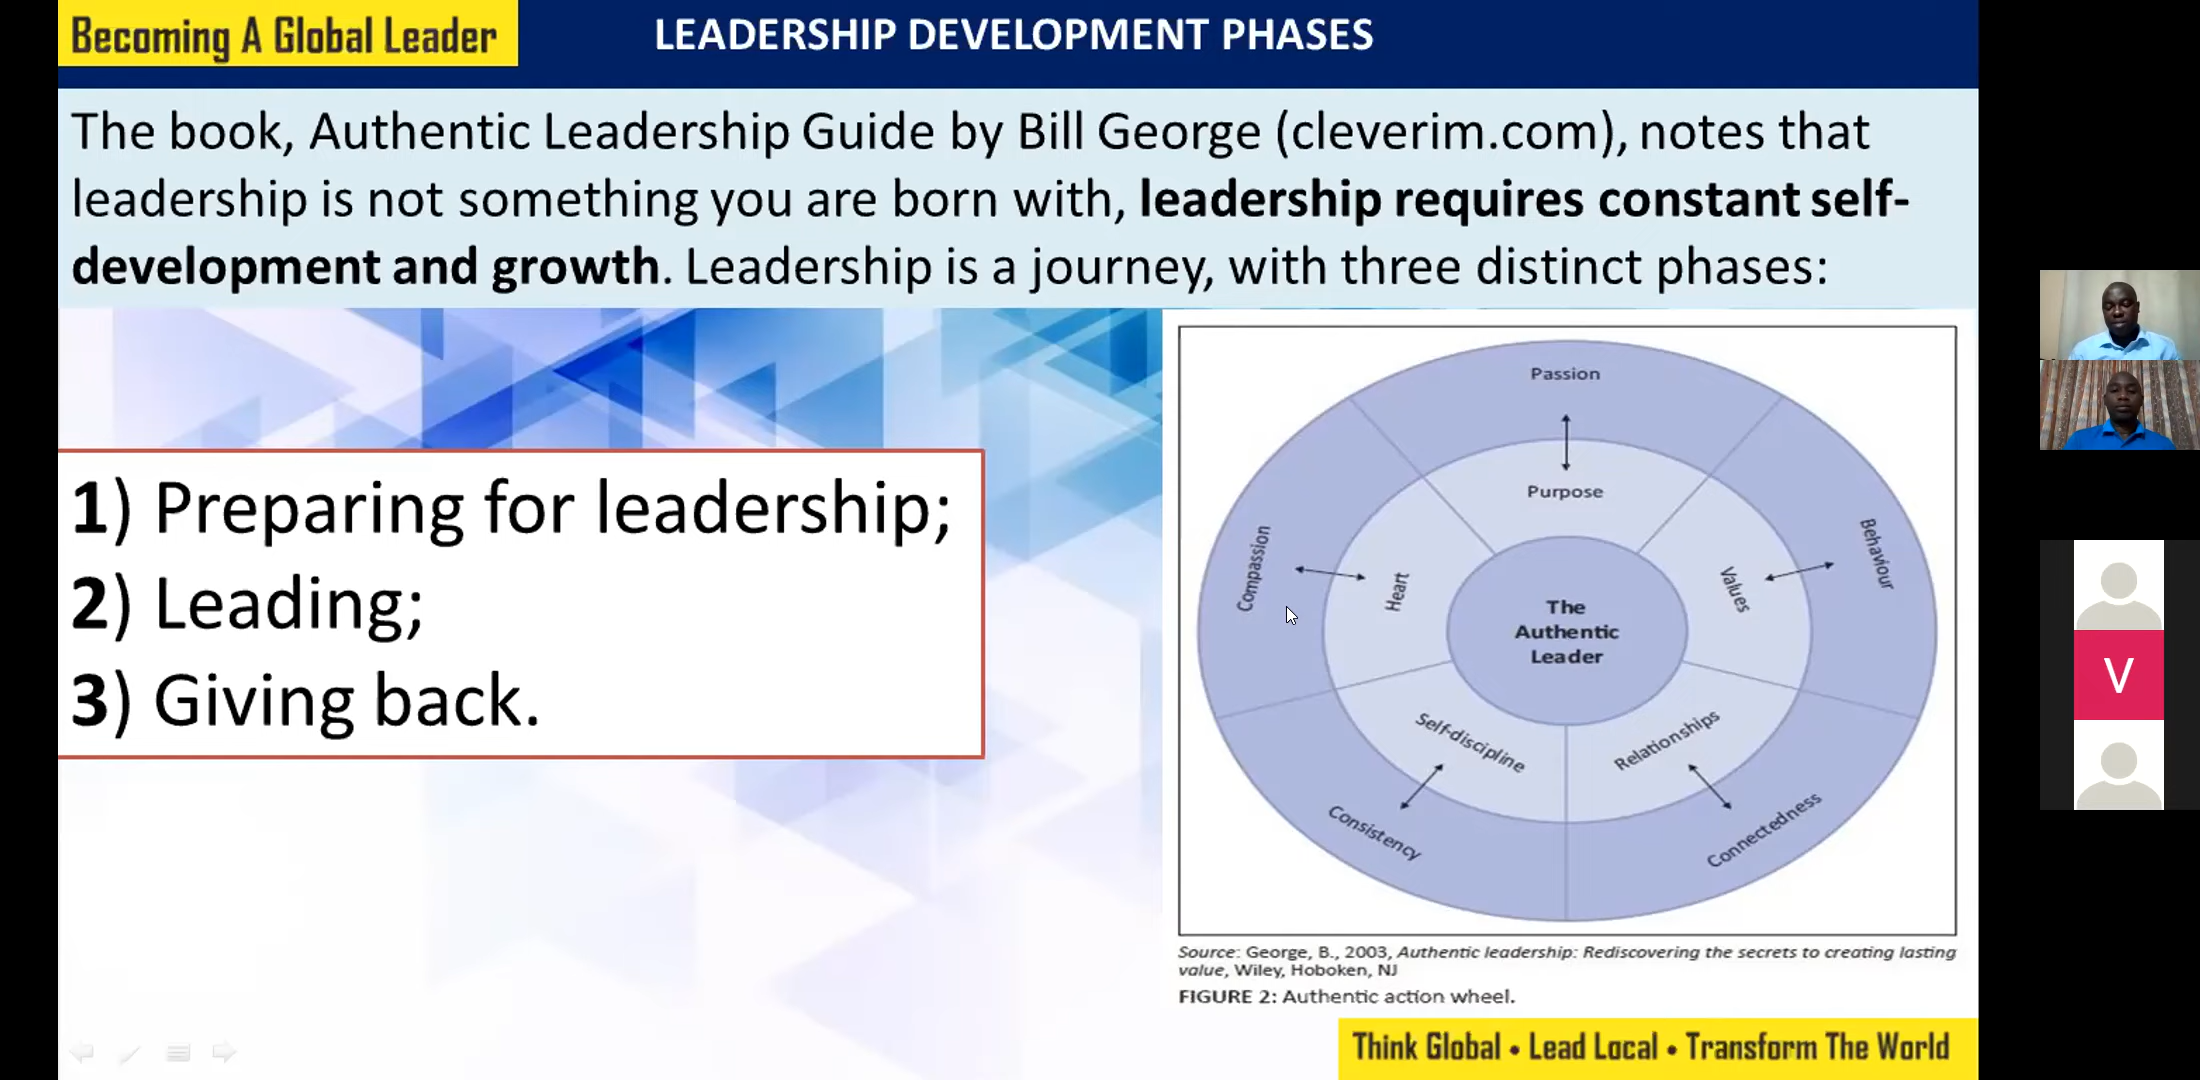 Becoming A Global Leader
LEADERSHIP DEVELOPMENT PHASES
The book, Authentic Leadership Guide by Bill George (cleverim.com), notes that
leadership is not something you are born with, leadership requires constant self-
development and growth. Leadership is a journey, with three distinct phases:
1) Preparing for leadership;
2) Leading;
3) Giving back.
Passion
Purpose
Compassion
Heart
Values
Behaviour
The
Authentic
Leader
Self-discipline
Relationships
Consistency
Connectedness
Source: George, B., 2003, Authentic leadership: Rediscovering the secrets to creating lasting
value, Wiley, Hoboken, NJ
FIGURE 2: Authentic action wheel.
Think Global • Lead Local • Transform The World
V